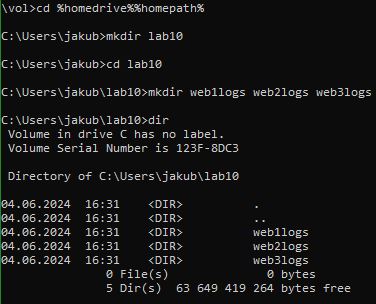 \vol>cd %homedrive%%homepath%
C:\Users\jakub>mkdir lab10
C:\Users\jakub>cd lab10
C:\Users\jakub\lab10>mkdir web1logs web2logs web3logs
C:\Users\jakub\lab10>dir
 Volume in drive C has no label.
 Volume Serial Number is 123F-8DC3
 Directory of C:\Users\jakub\lab10
04.06.2024  16:31    <DIR>          .
04.06.2024  16:31    <DIR>          ..
04.06.2024  16:31    <DIR>          web1logs
04.06.2024  16:31    <DIR>          web2logs
04.06.2024  16:31    <DIR>          web3logs
               0 File(s)              0 bytes
               5 Dir(s)  63 649 419 264 bytes free